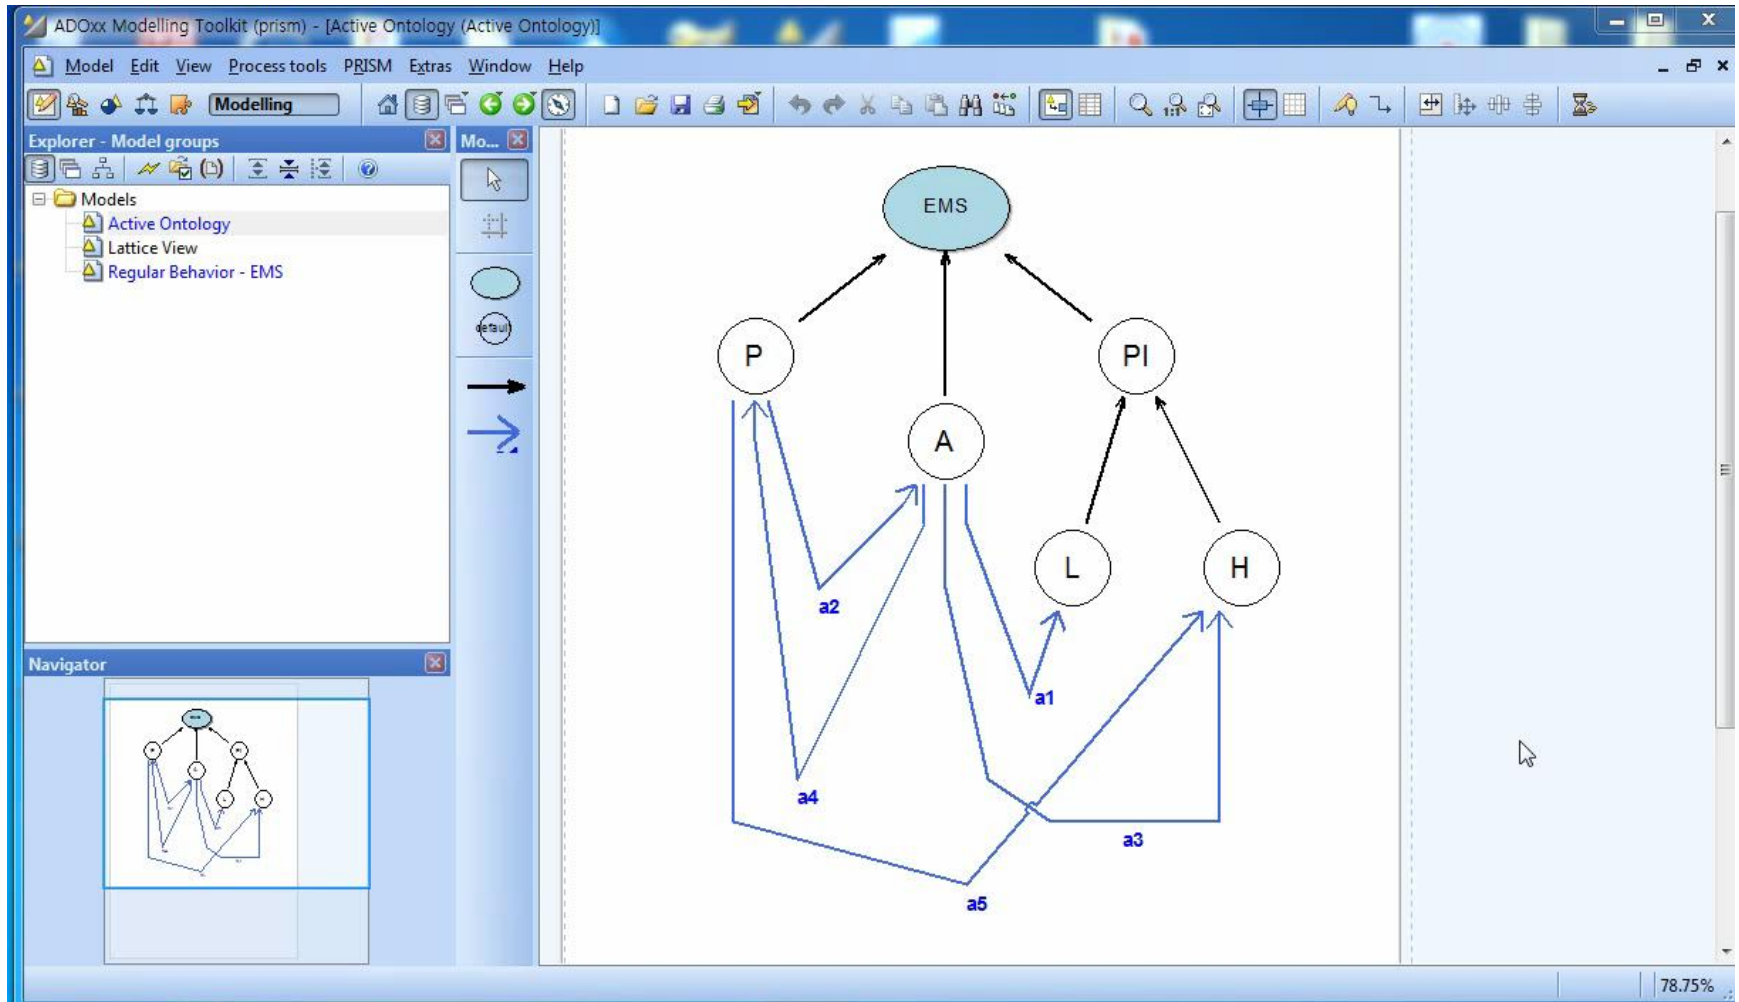 ADOxx Modelling Toolkit (prism) - [Active Ontology (Active Ontology)]
Model Edit View Process tools PRISM Extras Window Help
Modelling
Explorer - Model groups
Mo...
Models
Active Ontology
Lattice View
Regular Behavior - EMS
Navigator
default
EMS
P
PI
A
L
H
a2
a1
a4
a3
a5
78.75%